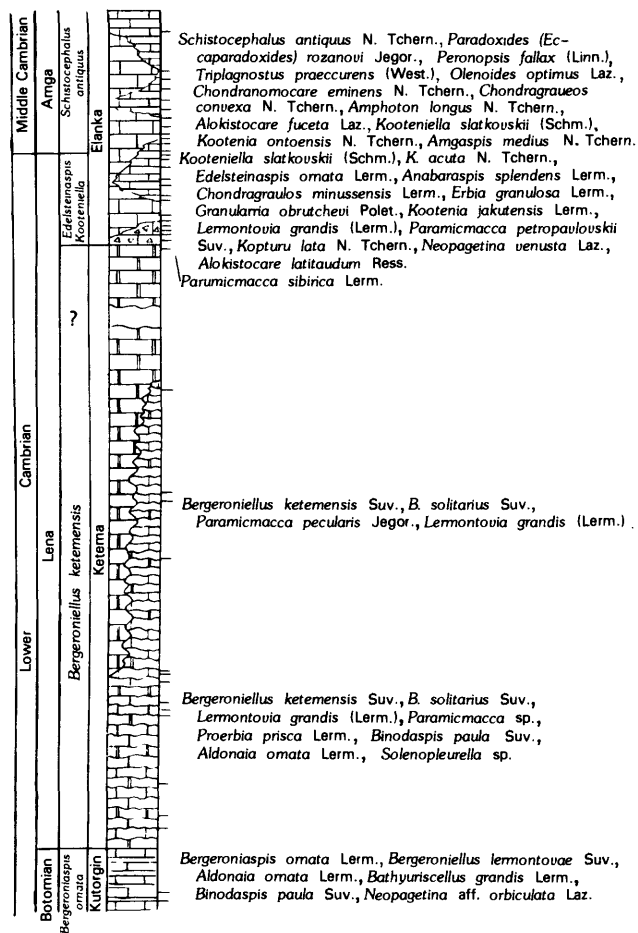 Middle Cambrian
Amga
Schistocephalus
antiquus
Elanka
Edelsteinaspis
Kooteniella
?
Lower Cambrian
Lena
Bergeroniellus ketemensis
Ketema
Botomian
Bergeroniaspis
ornata
Kutorgin
Schistocephalus antiquus N. Tchern., Paradoxides (Ec-
caparadoxides) rozanovi Jegor., Peronopsis fallax (Linn.),
Triplagnostus praeccurens (West.), Olenoides optimus Laz.,
Chondranomocare eminens N. Tchern., Chondragraueos
convexa N. Tchern., Amphoton longus N. Tchern.,
Alokistocare fuceta Laz., Kooteniella slatkouskii (Schm.),
Kootenia ontoensis N. Tchern., Amgaspis medius N. Tchern.
Kooteniella slatkouskii (Schm.), K. acuta N. Tchern.,
Edelsteinaspis ornata Lerm., Anabaraspis splendens Lerm.,
Chondragraulos minussensis Lerm., Erbia granulosa Lerm.,
Granularria obrutchevi Polet., Kootenia jakutensis Lerm.,
Lermontovia grandis (Lerm.), Paramicmacca petropavlovskii
Suv., Kopturu lata N. Tchern., Neopagetina venusta Laz.,
Alokistocare latitaudum Ress.
Parumicmacca sibirica Lerm.
Bergeroniellus ketemensis Suv., B. solitarius Suv.,
Paramicmacca pecularis Jegor., Lermontovia grandis (Lerm.).
Bergeroniellus ketemensis Suv., B. solitarius Suv.,
Lermontovia grandis (Lerm.), Paramicmacca sp.,
Proerbia prisca Lerm., Binodaspis paula Suv.,
Aldonaia ornata Lerm., Solenopleurella sp.
Bergeroniaspis ornata Lerm., Bergeroniellus lermontovae Suv.,
Aldonaia ornata Lerm., Bathyuriscellus grandis Lerm.,
Binodaspis paula Suv., Neopagetina aff. orbiculata Laz.